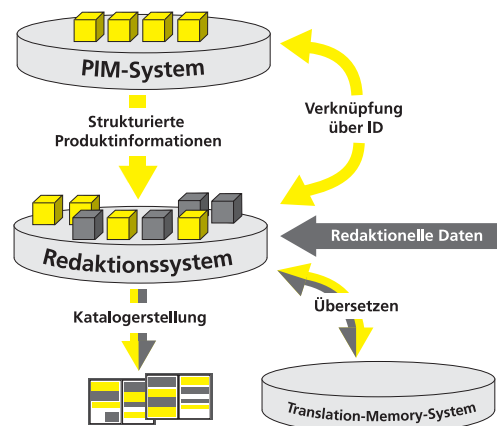 PIM-System
Strukturierte
Produktinformationen
Verknüpfung
über ID
Redaktionelle Daten
Redaktionssystem
Katalogerstellung
Übersetzen
Translation-Memory-System